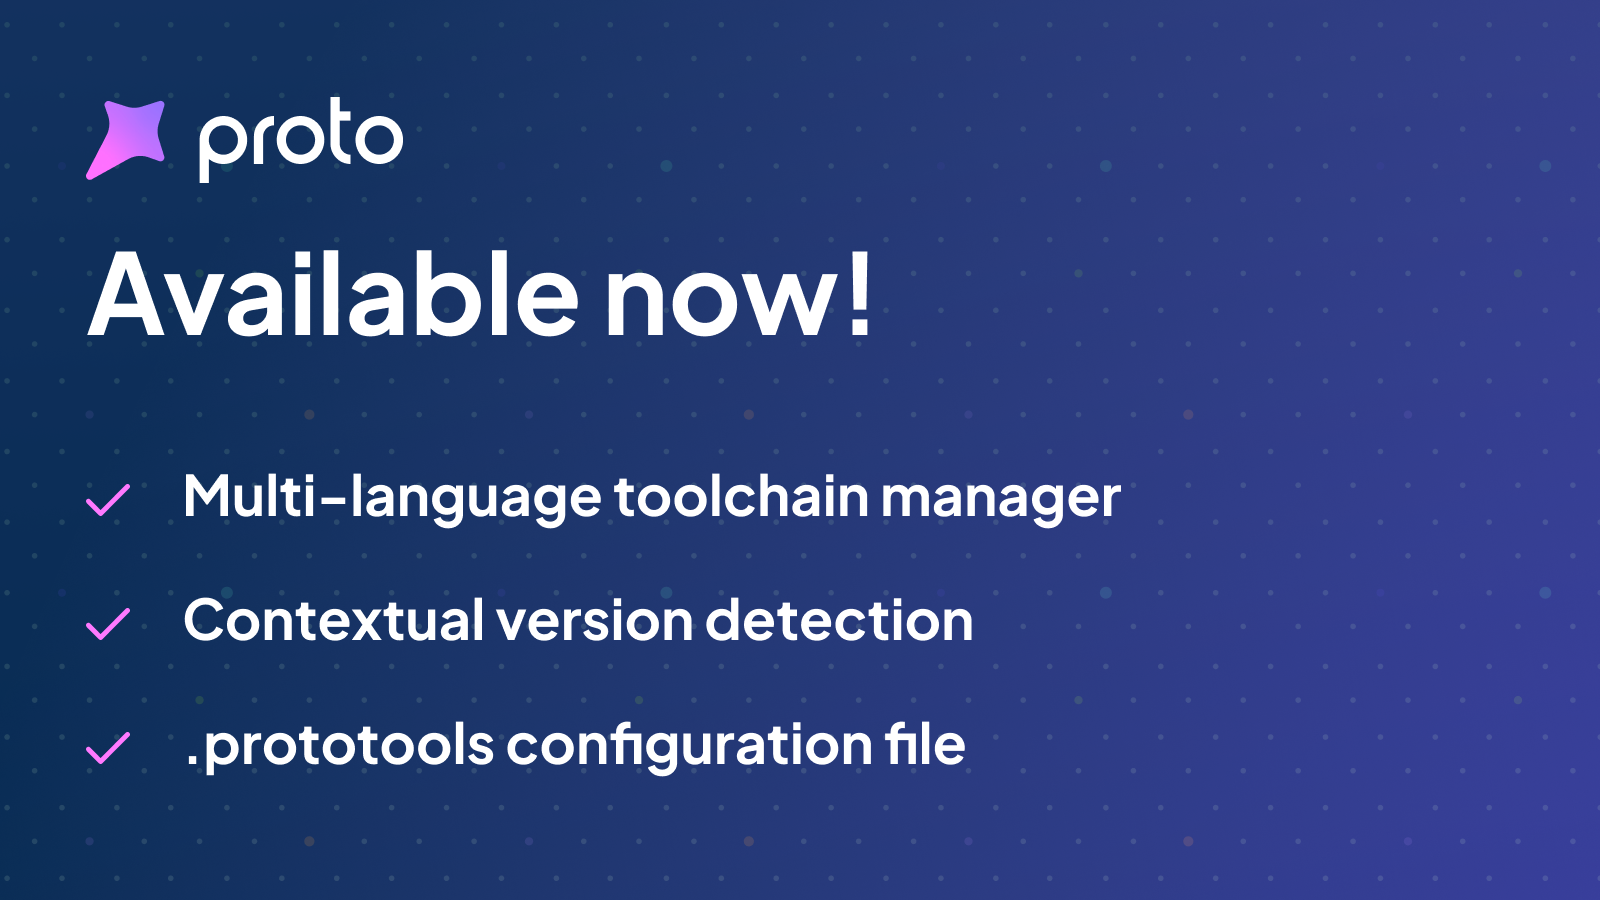 proto
Available now!
Multi-language toolchain manager
Contextual version detection
.prototools configuration file